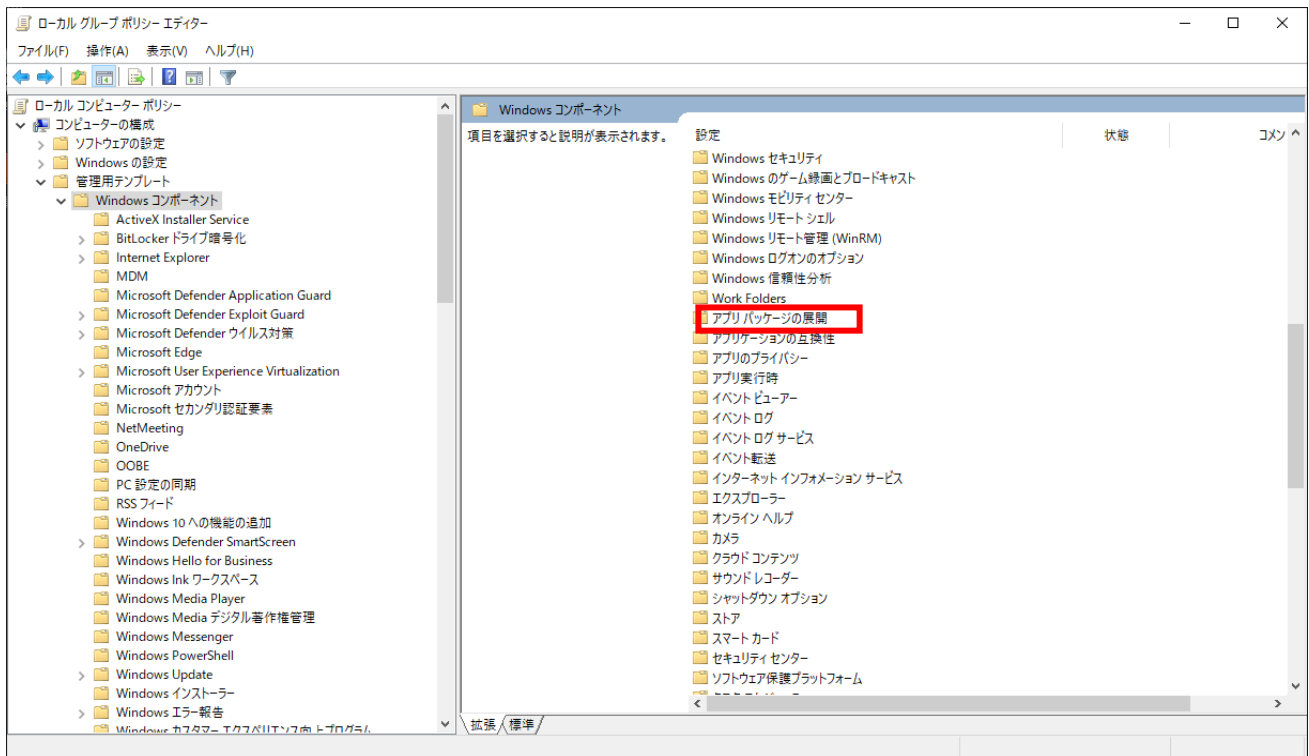 ローカル グループ ポリシー エディター
ファイル(F) 操作(A) 表示(V) ヘルプ(H)
ローカル コンピューター ポリシー
コンピューターの構成
ソフトウェアの設定
Windows の設定
管理用テンプレート
Windows コンポーネント
ActiveX Installer Service
BitLocker ドライブ暗号化
Internet Explorer
MDM
Microsoft Defender Application Guard
Microsoft Defender Exploit Guard
Microsoft Defender ウイルス対策
Microsoft Edge
Microsoft User Experience Virtualization
Microsoft アカウント
Microsoft セカンダリ認証要素
NetMeeting
OneDrive
OOBE
PC 設定の同期
RSS フィード
Windows 10 への機能の追加
Windows Defender SmartScreen
Windows Hello for Business
Windows Ink ワークスペース
Windows Media Player
Windows Media デジタル著作権管理
Windows Messenger
Windows PowerShell
Windows Update
Windows インストーラー
Windows エラー報告
Windows カスタマー エクスペリエンス向上プログラム
Windows コンポーネント
項目を選択すると説明が表示されます。
設定 状態 コメン
Windows セキュリティ
Windows のゲーム録画とブロードキャスト
Windows モビリティ センター
Windows リモート シェル
Windows リモート管理 (WinRM)
Windows ログオンのオプション
Windows 信頼性分析
Work Folders
アプリ パッケージの展開
アプリケーションの互換性
アプリのプライバシー
アプリ実行時
イベント ビューアー
イベント ログ
イベント ログ サービス
イベント転送
インターネット インフォメーション サービス
エクスプローラー
オンライン ヘルプ
カメラ
クラウド コンテンツ
サウンド レコーダー
シャットダウン オプション
ストア
スマート カード
セキュリティ センター
ソフトウェア保護プラットフォーム
拡張 標準